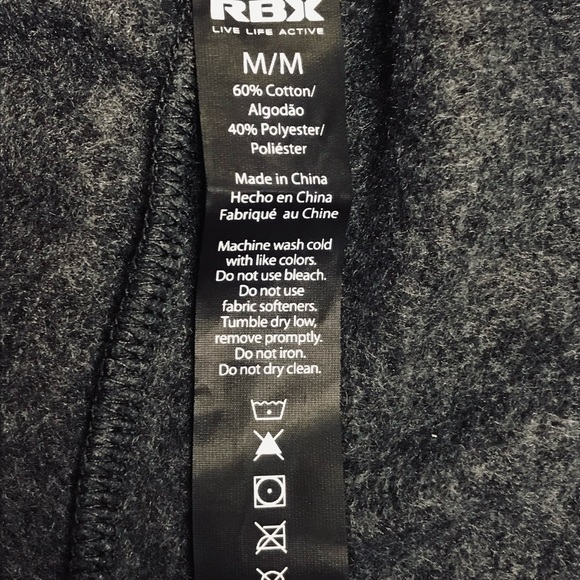 RBX
LIVE LIFE ACTIVE
M/M
60% Cotton/
Algodão
40% Polyester/
Poliéster
Made in China
Hecho en China
Fabriqué au Chine
Machine wash cold
with like colors.
Do not use bleach.
Do not use
fabric softeners.
Tumble dry low,
remove promptly.
Do not iron.
Do not dry clean.